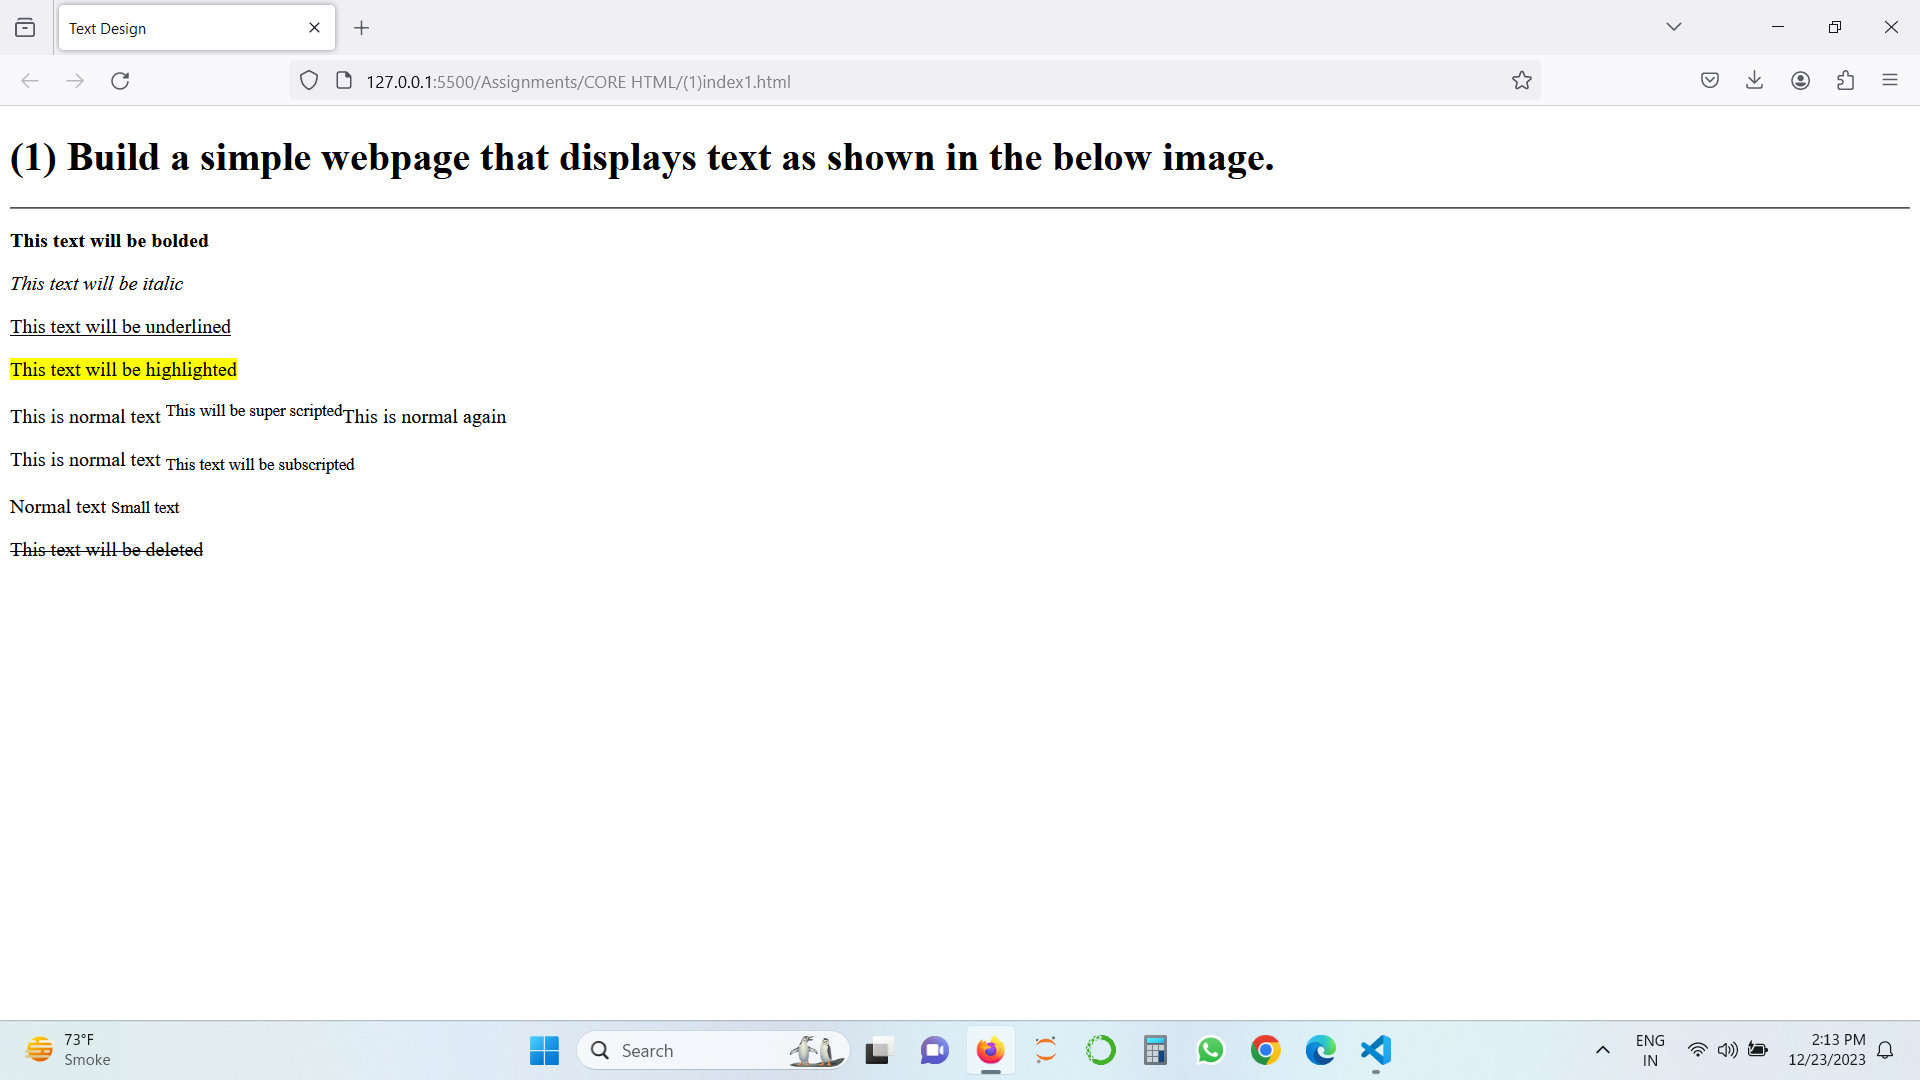 Text Design
127.0.0.1:5500/Assignments/CORE HTML/(1)index1.html
(1) Build a simple webpage that displays text as shown in the below image.
This text will be bolded
This text will be italic
This text will be underlined
This text will be highlighted
This is normal text This will be super scriptedThis is normal again
This is normal text This text will be subscripted
Normal text Small text
This text will be deleted
73°F
Smoke
Search
ENG
IN
2:13 PM
12/23/2023